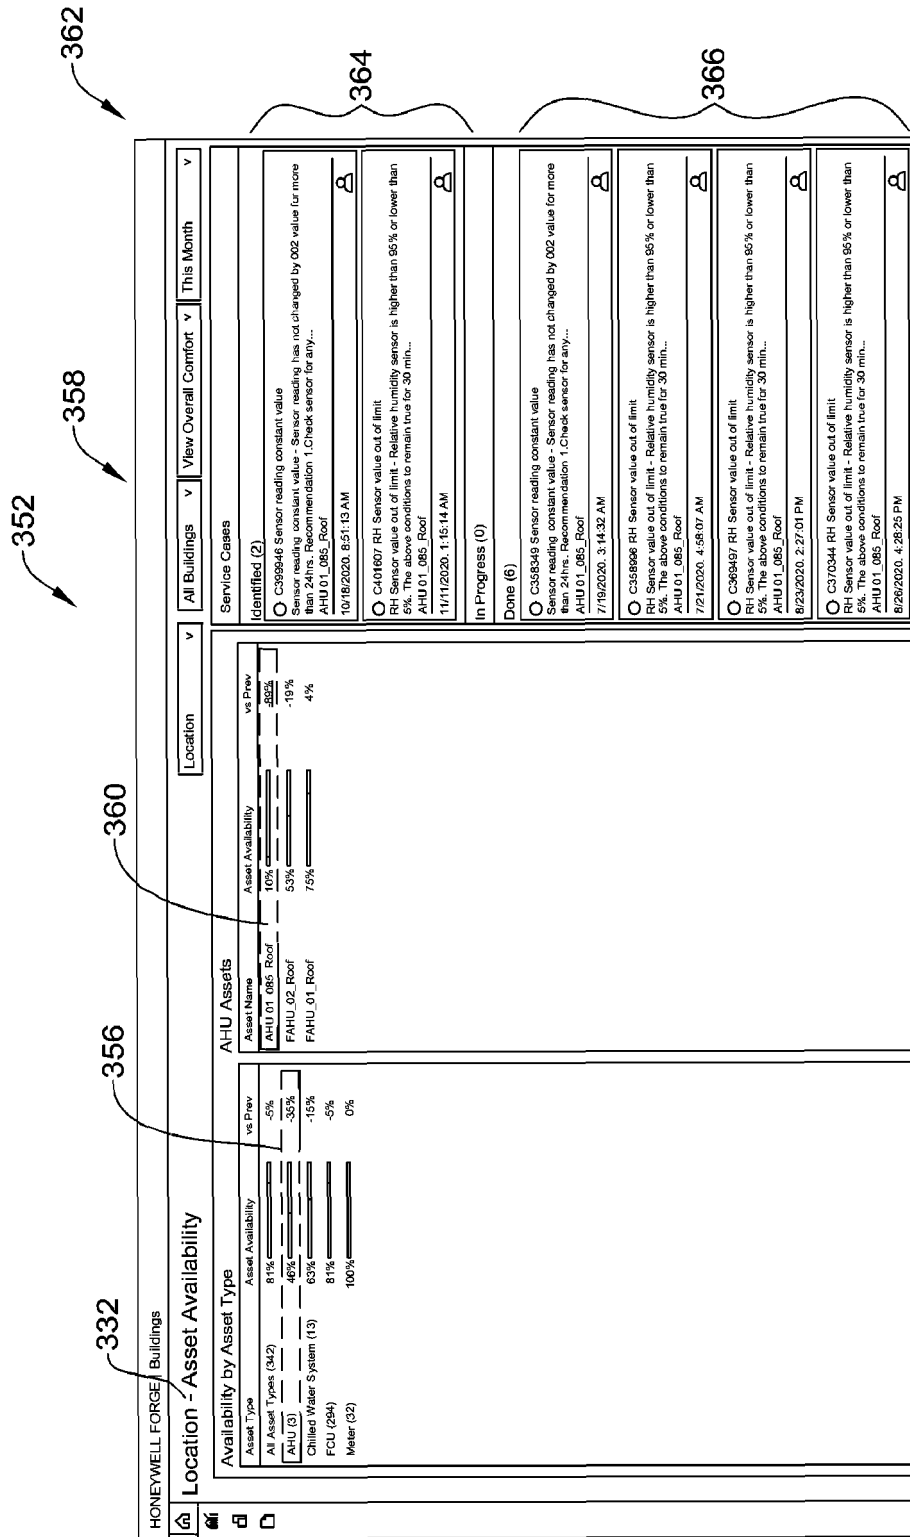 352
358
362
HONEYWELL FORGE | Buildings
332
Location - Asset Availability
Location v
All Buildings v
View Overall Comfort v
This Month v
356
360
Availability by Asset Type
Asset Type Asset Availability vs Prev
All Asset Types (342) 81% -5%
AHU (3) 46% -35%
Chilled Water System (13) 63% -15%
FCU (294) 81% -5%
Meter (32) 100% 0%
AHU Assets
Asset Name Asset Availability vs Prev
AHU 01_085_Roof 10% -89%
FAHU_02_Roof 53% -19%
FAHU_01_Roof 75% 4%
Service Cases
Identified (2)
364
C399946 Sensor reading constant value
Sensor reading constant value - Sensor reading has not changed by 002 value for more
than 24hrs. Recommendation 1.Check sensor for any...
AHU 01_085_Roof
10/18/2020. 8:51:13 AM
C401607 RH Sensor value out of limit
RH Sensor value out of limit - Relative humidity sensor is higher than 95% or lower than
5%. The above conditions to remain true for 30 min...
AHU 01_085_Roof
11/11/2020. 1:15:14 AM
In Progress (0)
Done (6)
366
C358349 Sensor reading constant value
Sensor reading constant value - Sensor reading has not changed by 002 value for more
than 24hrs. Recommendation 1.Check sensor for any...
AHU 01_085_Roof
7/19/2020. 3:14:32 AM
C358996 RH Sensor value out of limit
RH Sensor value out of limit - Relative humidity sensor is higher than 95% or lower than
5%. The above conditions to remain true for 30 min...
AHU 01_085_Roof
7/21/2020. 4:58:07 AM
C369497 RH Sensor value out of limit
RH Sensor value out of limit - Relative humidity sensor is higher than 95% or lower than
5%. The above conditions to remain true for 30 min...
AHU 01_085_Roof
8/23/2020. 2:27:01 PM
C370344 RH Sensor value out of limit
RH Sensor value out of limit - Relative humidity sensor is higher than 95% or lower than
5%. The above conditions to remain true for 30 min...
AHU 01_085_Roof
8/26/2020. 4:28:25 PM